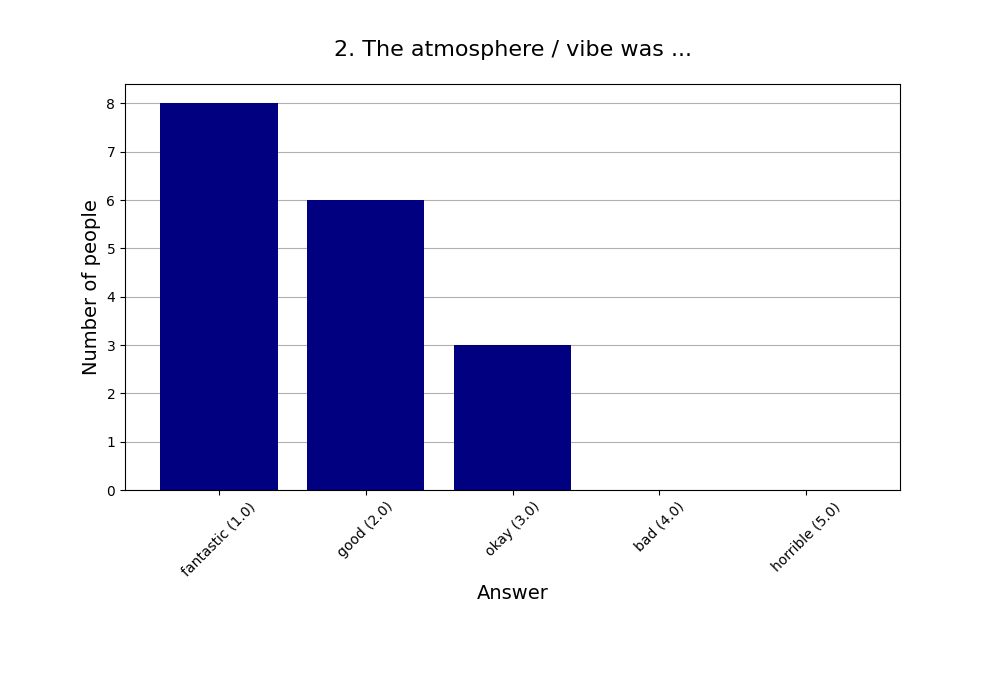 2. The atmosphere / vibe was ...
Number of people
8
7
6
5
4
3
2
1
0
fantastic (1.0)
good (2.0)
okay (3.0)
bad (4.0)
horrible (5.0)
Answer